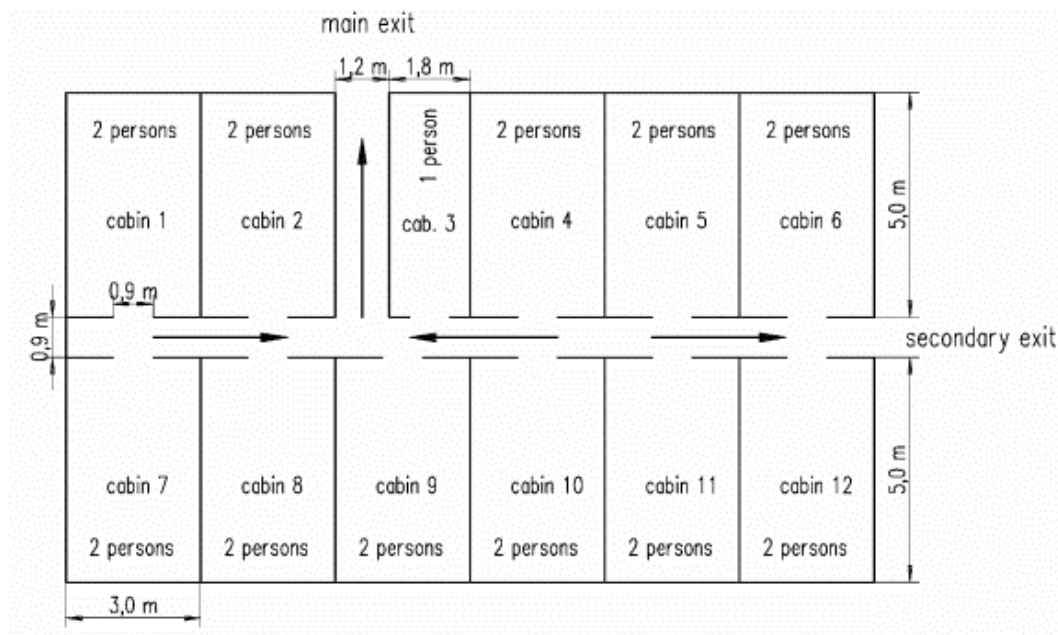 main exit
1,2 m
1,8 m
2 persons
2 persons
1 person
2 persons
2 persons
2 persons
cabin 1
cabin 2
cab. 3
cabin 4
cabin 5
cabin 6
5,0 m
0,9 m
0,9 m
secondary exit
cabin 7
cabin 8
cabin 9
cabin 10
cabin 11
cabin 12
5,0 m
2 persons
2 persons
2 persons
2 persons
2 persons
2 persons
3,0 m